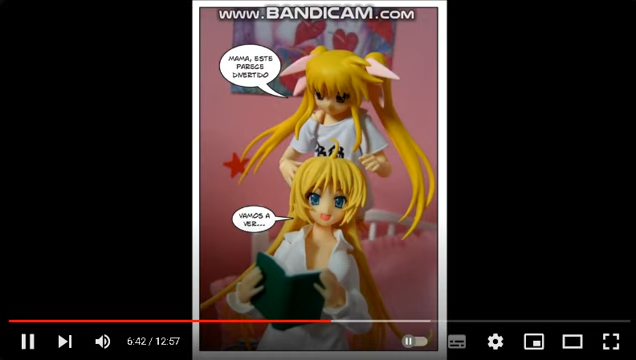 www.BANDICAM.com
MAMA, ESTE
PARECE
DIVERTIDO
VAMOS A
VER...
6:42 / 12:57